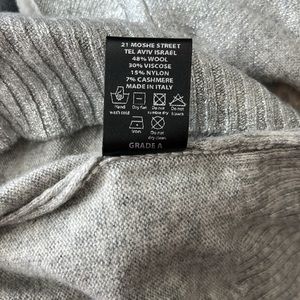 21 MOSHE STREET
TEL AVIV ISRAEL
48% WOOL
30% VISCOSE
15% NYLON
7% CASHMERE
MADE IN ITALY
Hand wash cold Dry flat Do not tumble dry Do not bleach
Iron Do not dry clean
GRADE A